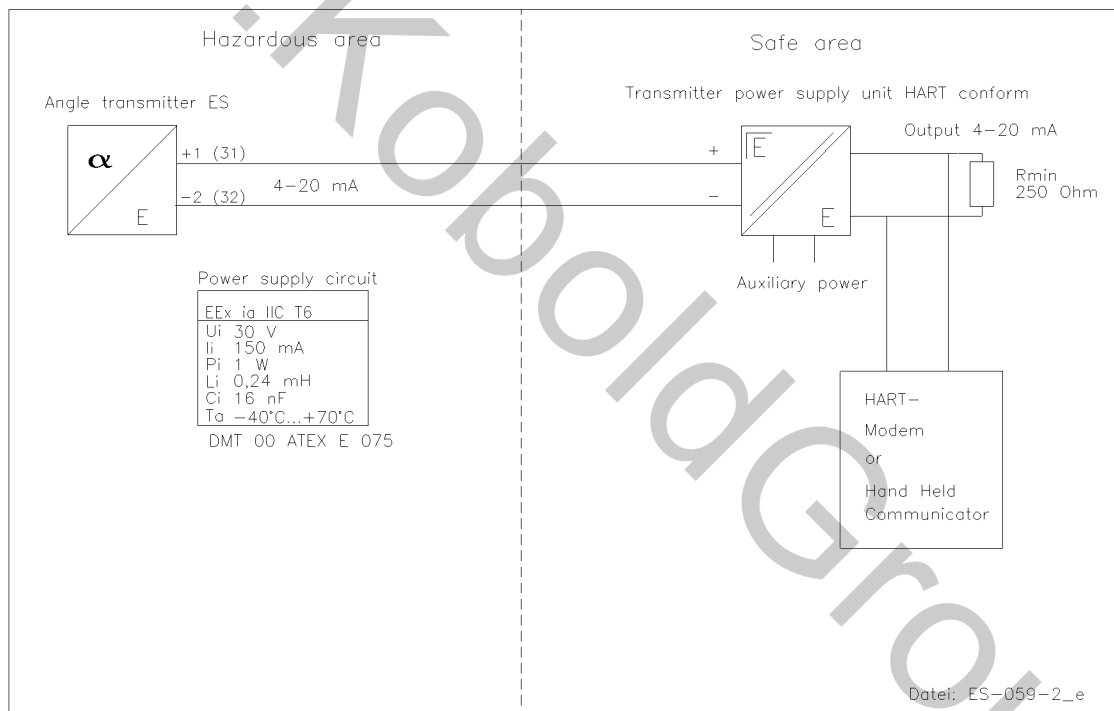 Hazardous area
Safe area
Angle transmitter ES
α
E
+1 (31)
4-20 mA
-2 (32)
Power supply circuit
EEx ia IIC T6
Ui 30 V
Ii 150 mA
Pi 1 W
Li 0,24 mH
Ci 16 nF
Ta -40°C...+70°C
DMT 00 ATEX E 075
Transmitter power supply unit HART conform
Output 4-20 mA
+
-
E
E
Rmin
250 Ohm
Auxiliary power
HART-
Modem
or
Hand Held
Communicator
Datei: ES-059-2_e
.KoboldGro